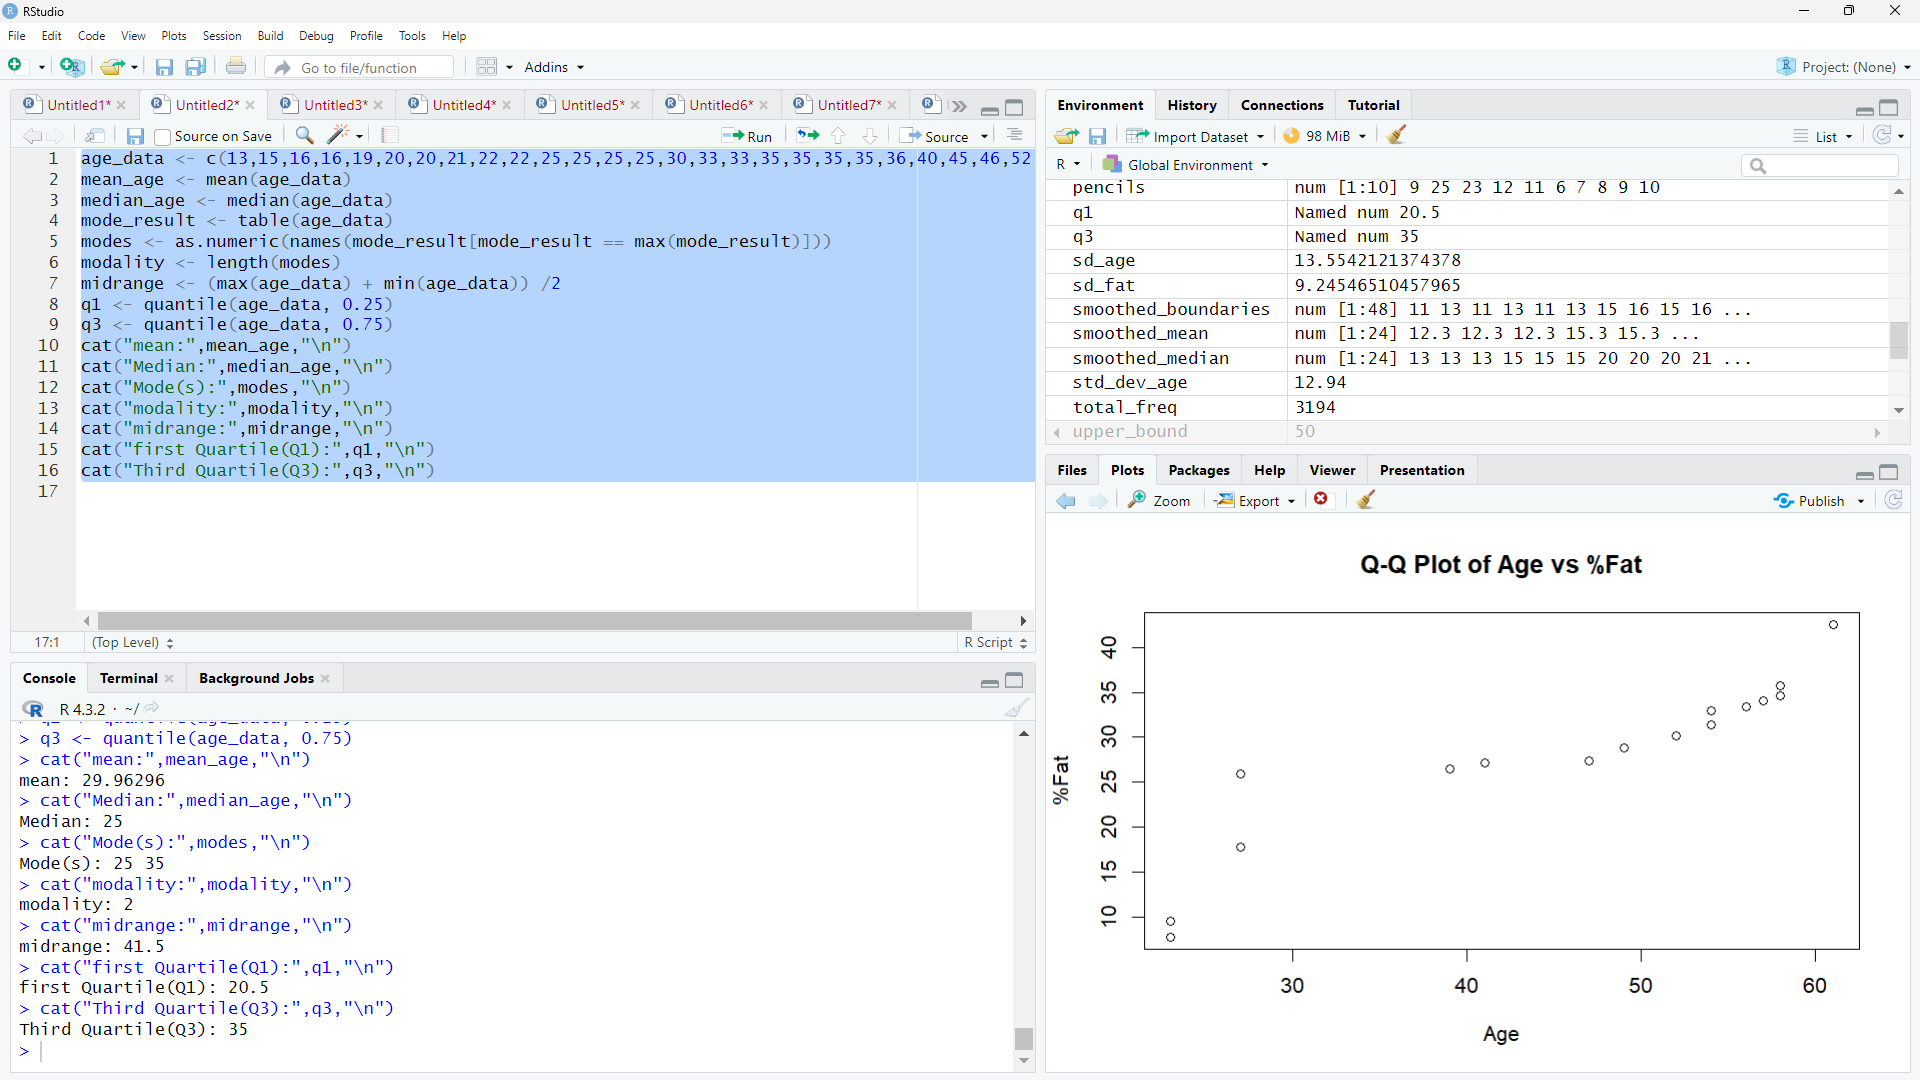 RStudio
File Edit Code View Plots Session Build Debug Profile Tools Help
Go to file/function Addins Project: (None)
Untitled1* Untitled2* Untitled3* Untitled4* Untitled5* Untitled6* Untitled7*
Source on Save Run Source
1 age_data <- c(13,15,16,16,19,20,20,21,22,22,25,25,25,25,30,33,33,35,35,35,35,36,40,45,46,52
2 mean_age <- mean(age_data)
3 median_age <- median(age_data)
4 mode_result <- table(age_data)
5 modes <- as.numeric(names(mode_result[mode_result == max(mode_result)]))
6 modality <- length(modes)
7 midrange <- (max(age_data) + min(age_data)) /2
8 q1 <- quantile(age_data, 0.25)
9 q3 <- quantile(age_data, 0.75)
10 cat("mean:",mean_age,"\n")
11 cat("Median:",median_age,"\n")
12 cat("Mode(s):",modes,"\n")
13 cat("modality:",modality,"\n")
14 cat("midrange:",midrange,"\n")
15 cat("first Quartile(Q1):",q1,"\n")
16 cat("Third Quartile(Q3):",q3,"\n")
17
17:1 (Top Level) R Script
Console Terminal Background Jobs
R 4.3.2 · ~/
> q3 <- quantile(age_data, 0.75)
> cat("mean:",mean_age,"\n")
mean: 29.96296
> cat("Median:",median_age,"\n")
Median: 25
> cat("Mode(s):",modes,"\n")
Mode(s): 25 35
> cat("modality:",modality,"\n")
modality: 2
> cat("midrange:",midrange,"\n")
midrange: 41.5
> cat("first Quartile(Q1):",q1,"\n")
first Quartile(Q1): 20.5
> cat("Third Quartile(Q3):",q3,"\n")
Third Quartile(Q3): 35
>
Environment History Connections Tutorial
Import Dataset 98 MiB List
R Global Environment
pencils num [1:10] 9 25 23 12 11 6 7 8 9 10
q1 Named num 20.5
q3 Named num 35
sd_age 13.5542121374378
sd_fat 9.24546510457965
smoothed_boundaries num [1:48] 11 13 11 13 11 13 15 16 15 16 ...
smoothed_mean num [1:24] 12.3 12.3 12.3 15.3 15.3 ...
smoothed_median num [1:24] 13 13 13 15 15 15 20 20 20 21 ...
std_dev_age 12.94
total_freq 3194
upper_bound 50
Files Plots Packages Help Viewer Presentation
Zoom Export Publish
Q-Q Plot of Age vs %Fat
%Fat
40
35
30
25
20
15
10
30 40 50 60
Age